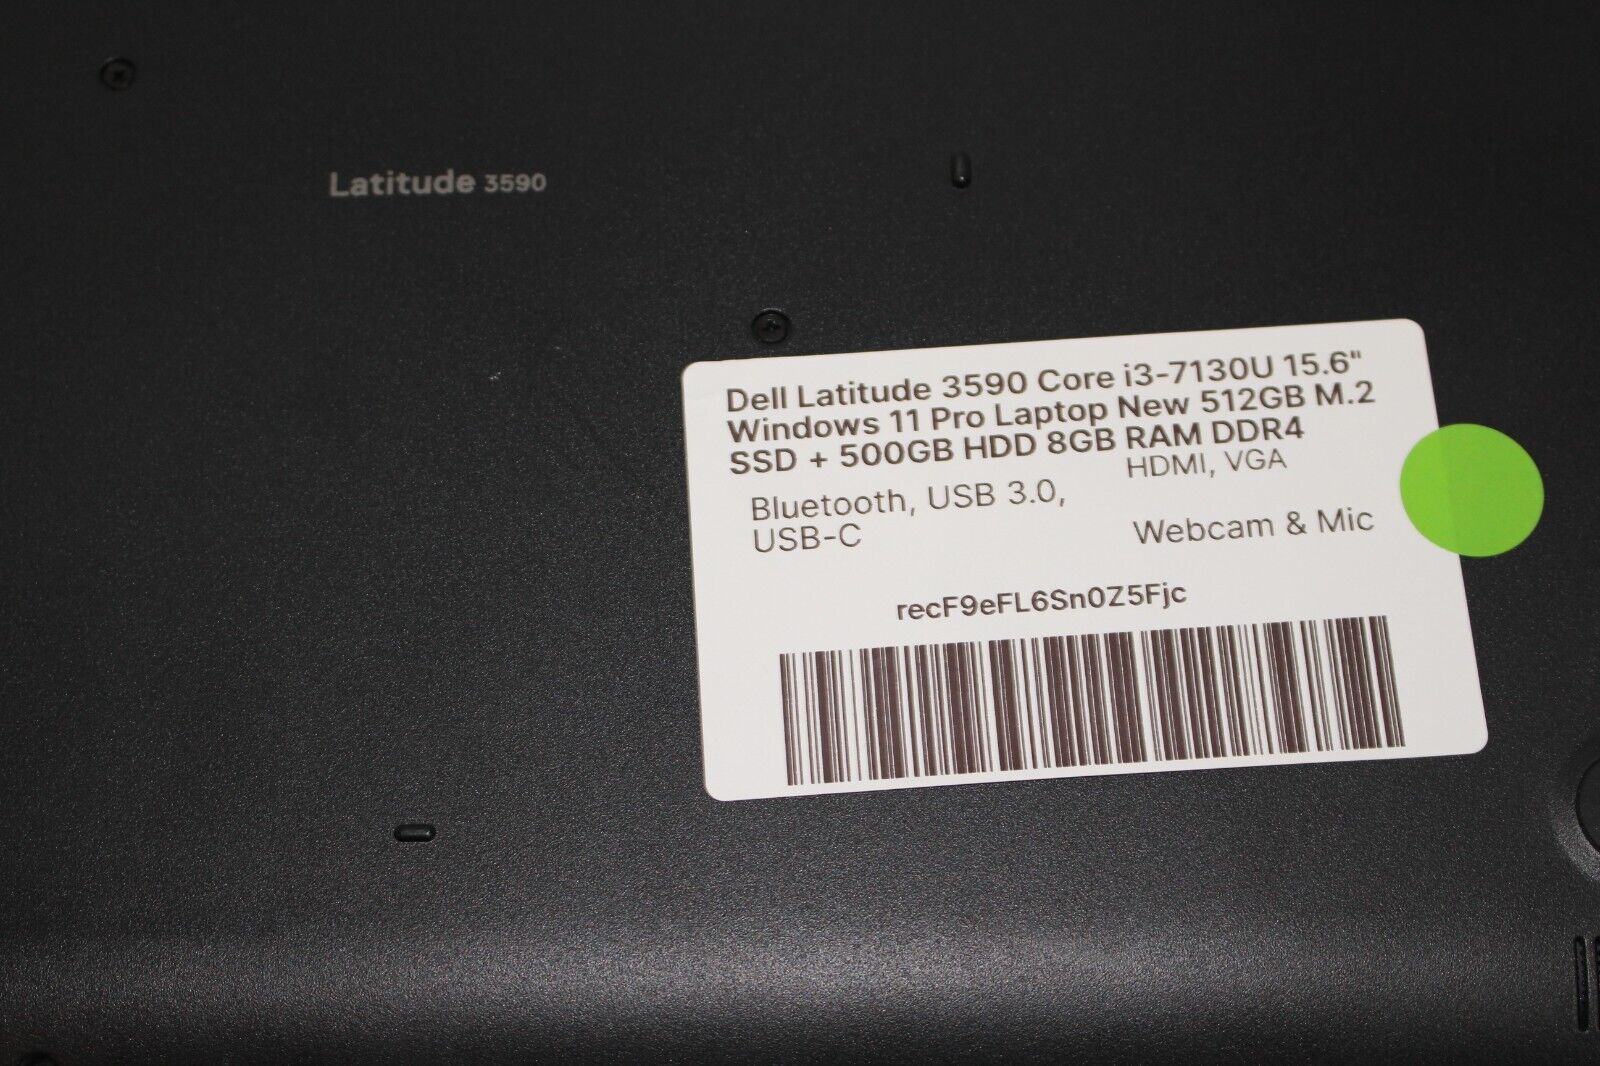 Latitude 3590
Dell Latitude 3590 Core i3-7130U 15.6"
Windows 11 Pro Laptop New 512GB M.2
SSD + 500GB HDD 8GB RAM DDR4
HDMI, VGA
Bluetooth, USB 3.0,
USB-C
Webcam & Mic
recF9eFL6Sn0Z5Fjc